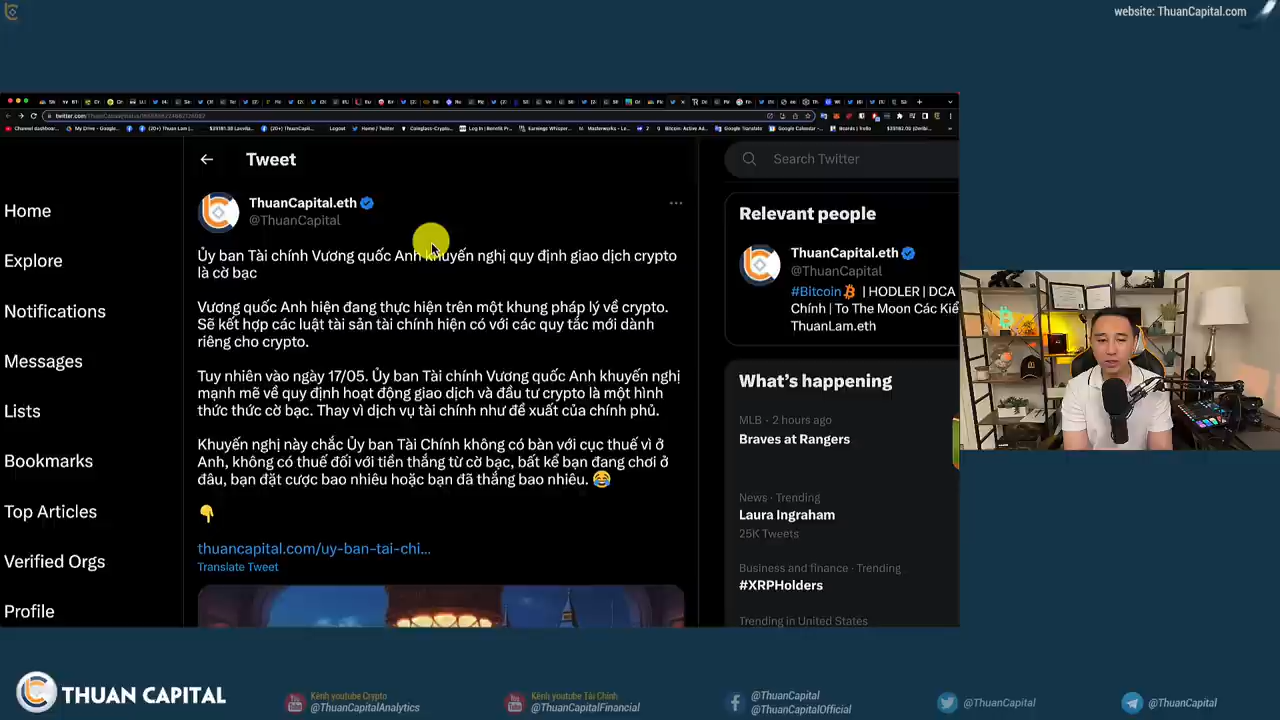 website: ThuanCapital.com
Tweet
Search Twitter
Home
Explore
Notifications
Messages
Lists
Bookmarks
Top Articles
Verified Orgs
Profile
ThuanCapital.eth
@ThuanCapital
Ủy ban Tài chính Vương quốc Anh khuyến nghị quy định giao dịch crypto
là cờ bạc
Vương quốc Anh hiện đang thực hiện trên một khung pháp lý về crypto.
Sẽ kết hợp các luật tài sản tài chính hiện có với các quy tắc mới dành
riêng cho crypto.
Tuy nhiên vào ngày 17/05. Ủy ban Tài chính Vương quốc Anh khuyến nghị
mạnh mẽ về quy định hoạt động giao dịch và đầu tư crypto là một hình
thức thức cờ bạc. Thay vì dịch vụ tài chính như đề xuất của chính phủ.
Khuyến nghị này chắc Ủy ban Tài Chính không có bàn với cục thuế vì ở
Anh, không có thuế đối với tiền thắng từ cờ bạc, bất kể bạn đang chơi ở
đâu, bạn đặt cược bao nhiêu hoặc bạn đã thắng bao nhiêu. 😂
👇
thuancapital.com/uy-ban-tai-chi...
Translate Tweet
Relevant people
ThuanCapital.eth
@ThuanCapital
#Bitcoin | HODLER | DCA
Chính | To The Moon Các Kiể
ThuanLam.eth
What's happening
MLB · 2 hours ago
Braves at Rangers
News · Trending
Laura Ingraham
25K Tweets
Business and finance · Trending
#XRPHolders
Trending in United States
THUAN CAPITAL
Kênh youtube Crypto
@ThuanCapitalAnalytics
Kênh youtube Tài Chính
@ThuanCapitalFinancial
@ThuanCapital
@ThuanCapitalOfficial
@ThuanCapital
@ThuanCapital